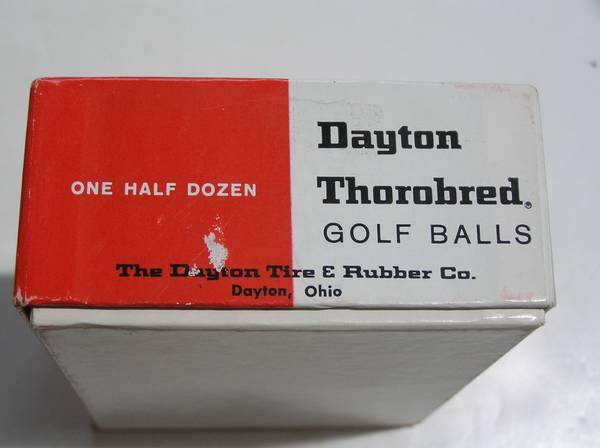 ONE HALF DOZEN
Dayton
Thorobred®
GOLF BALLS
The Dayton Tire & Rubber Co.
Dayton, Ohio